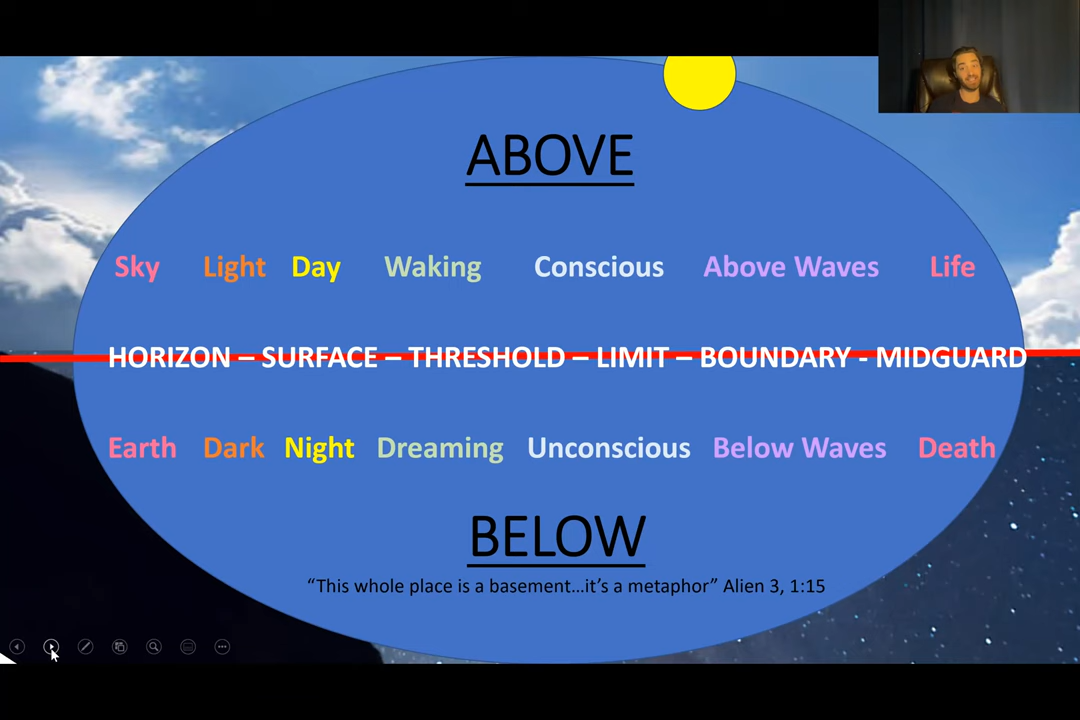 ABOVE
Sky Light Day Waking Conscious Above Waves Life
HORIZON – SURFACE – THRESHOLD – LIMIT – BOUNDARY - MIDGUARD
Earth Dark Night Dreaming Unconscious Below Waves Death
BELOW
“This whole place is a basement…it’s a metaphor” Alien 3, 1:15